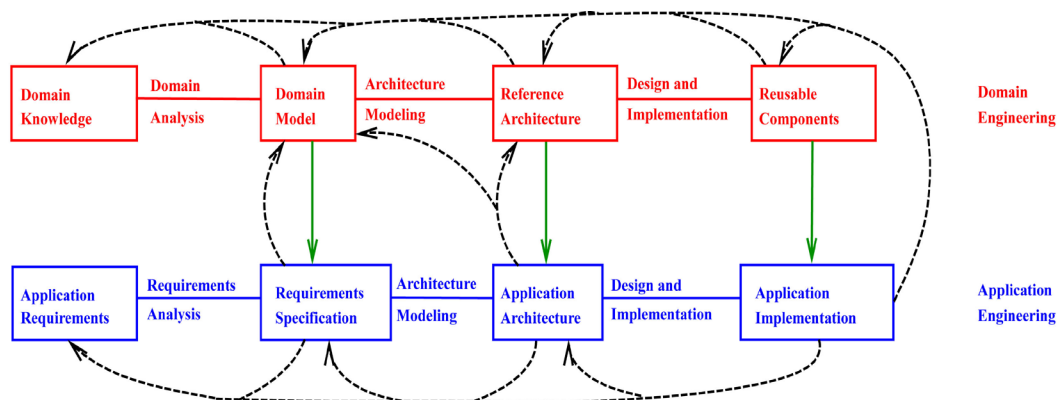 Domain
Knowledge
Domain
Analysis
Domain
Model
Architecture
Modeling
Reference
Architecture
Design and
Implementation
Reusable
Components
Domain
Engineering
Application
Requirements
Requirements
Analysis
Requirements
Specification
Architecture
Modeling
Application
Architecture
Design and
Implementation
Application
Implementation
Application
Engineering